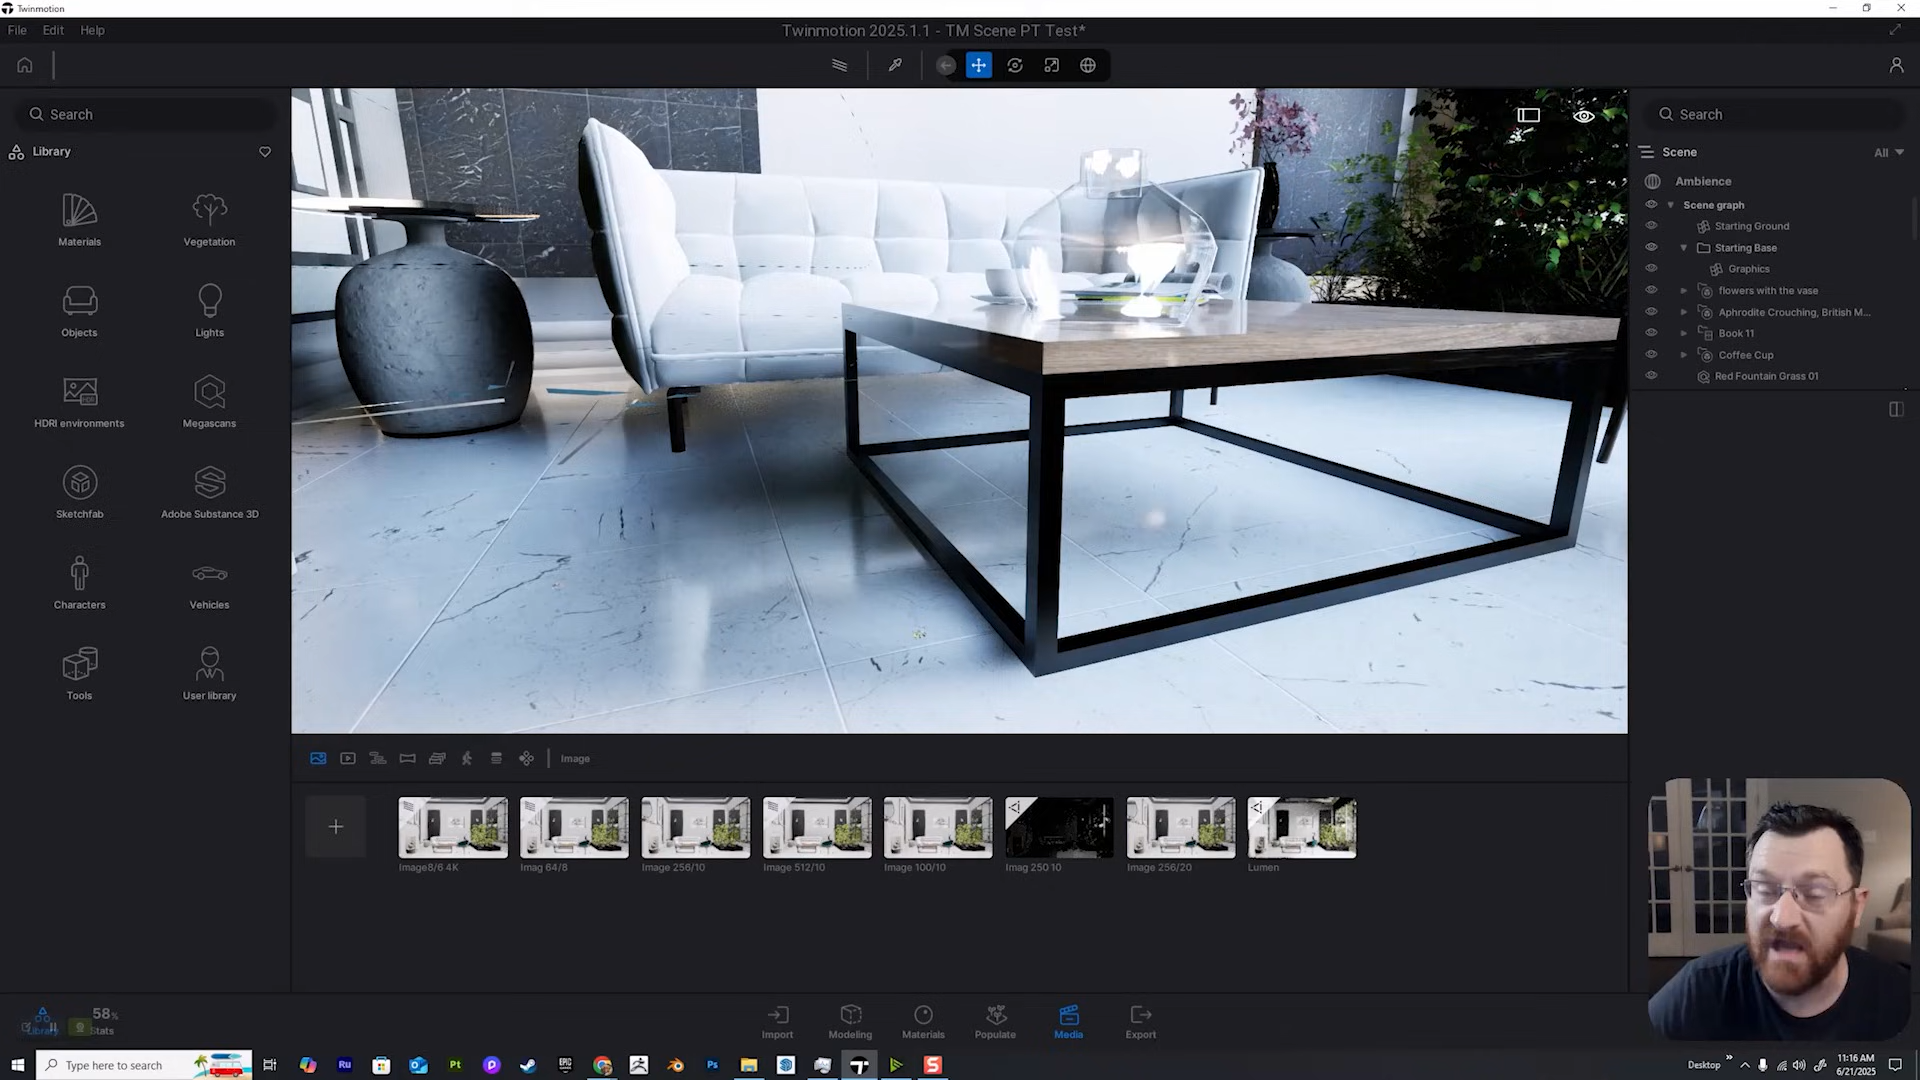 Twinmotion
File Edit Help
Twinmotion 2025.1.1 - TM Scene PT Test*
Search
Library
Materials
Vegetation
Objects
Lights
HDRI environments
Megascans
Sketchfab
Adobe Substance 3D
Characters
Vehicles
Tools
User library
Search
Scene
All
Ambience
Scene graph
Starting Ground
Starting Base
Graphics
flowers with the vase
Aphrodite Crouching, British M...
Book 11
Coffee Cup
Red Fountain Grass 01
Image
Image8/6 4K
Imag 64/8
Image 256/10
Image 512/10
Image 100/10
Imag 250 10
Image 256/20
Lumen
Library
58%
Stats
Import
Modeling
Materials
Populate
Media
Export
Type here to search
Ru
Pt
Ps
Desktop
11:16 AM
6/21/2025